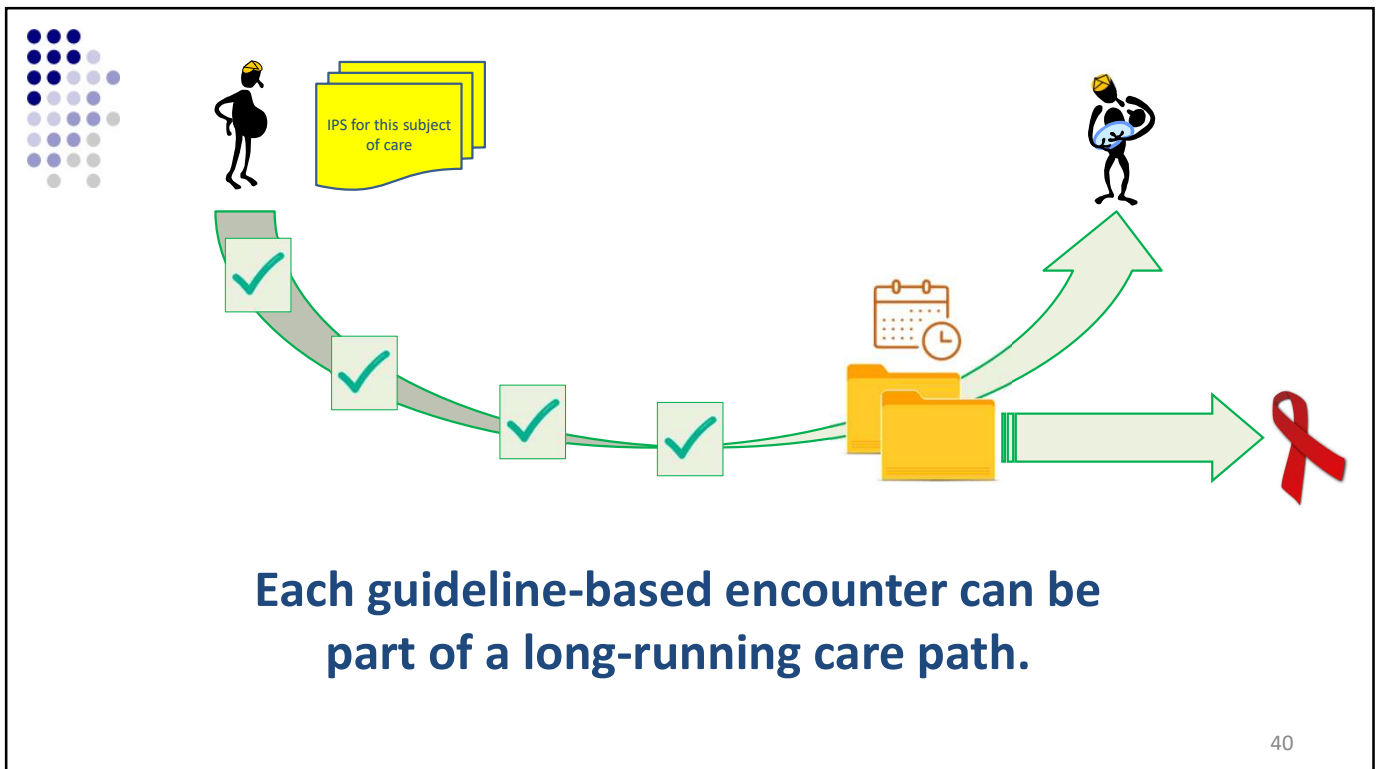 IPS for this subject
of care
Each guideline-based encounter can be
part of a long-running care path.
40